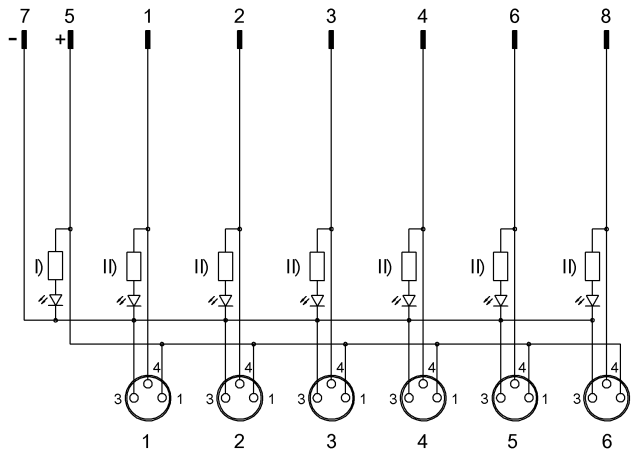 7 5 1 2 3 4 6 8
- +
I) II) II) II) II) II) II)
4 4 4 4 4 4
3 1 3 1 3 1 3 1 3 1 3 1
1 2 3 4 5 6